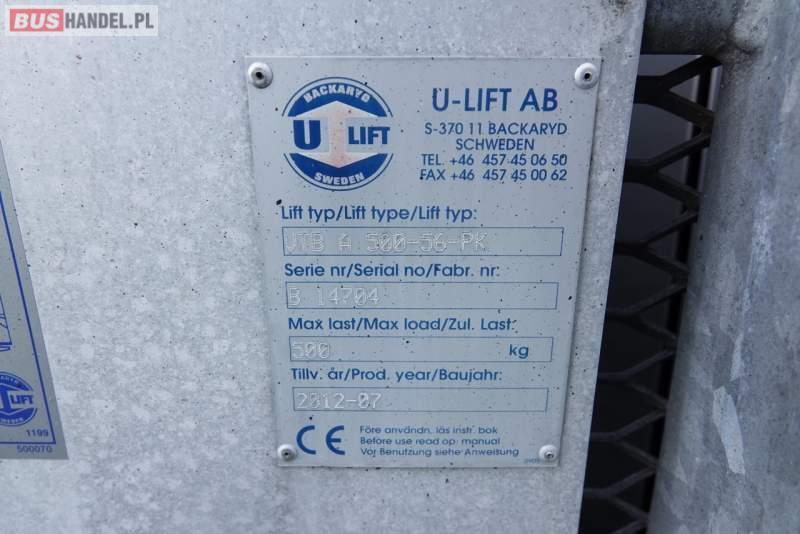 BUSHANDEL.PL
BACKARYD
U LIFT
SWEDEN
U-LIFT AB
S-370 11 BACKARYD
SCHWEDEN
TEL. +46 457 45 06 50
FAX +46 457 45 00 62
Lift typ/Lift type/Lift typ:
A 500-56-PK
Serie nr/Serial no/Fabr. nr:
B 14704
Max last/Max load/Zul. Last:
500 kg
Tillv. år/Prod. year/Baujahr:
2012-07
CE
Före användn. läs instr. bok
Before use read op. manual
Vor Benutzung siehe Anweisung
BACKARYD
U LIFT
SWEDEN
1199
500070